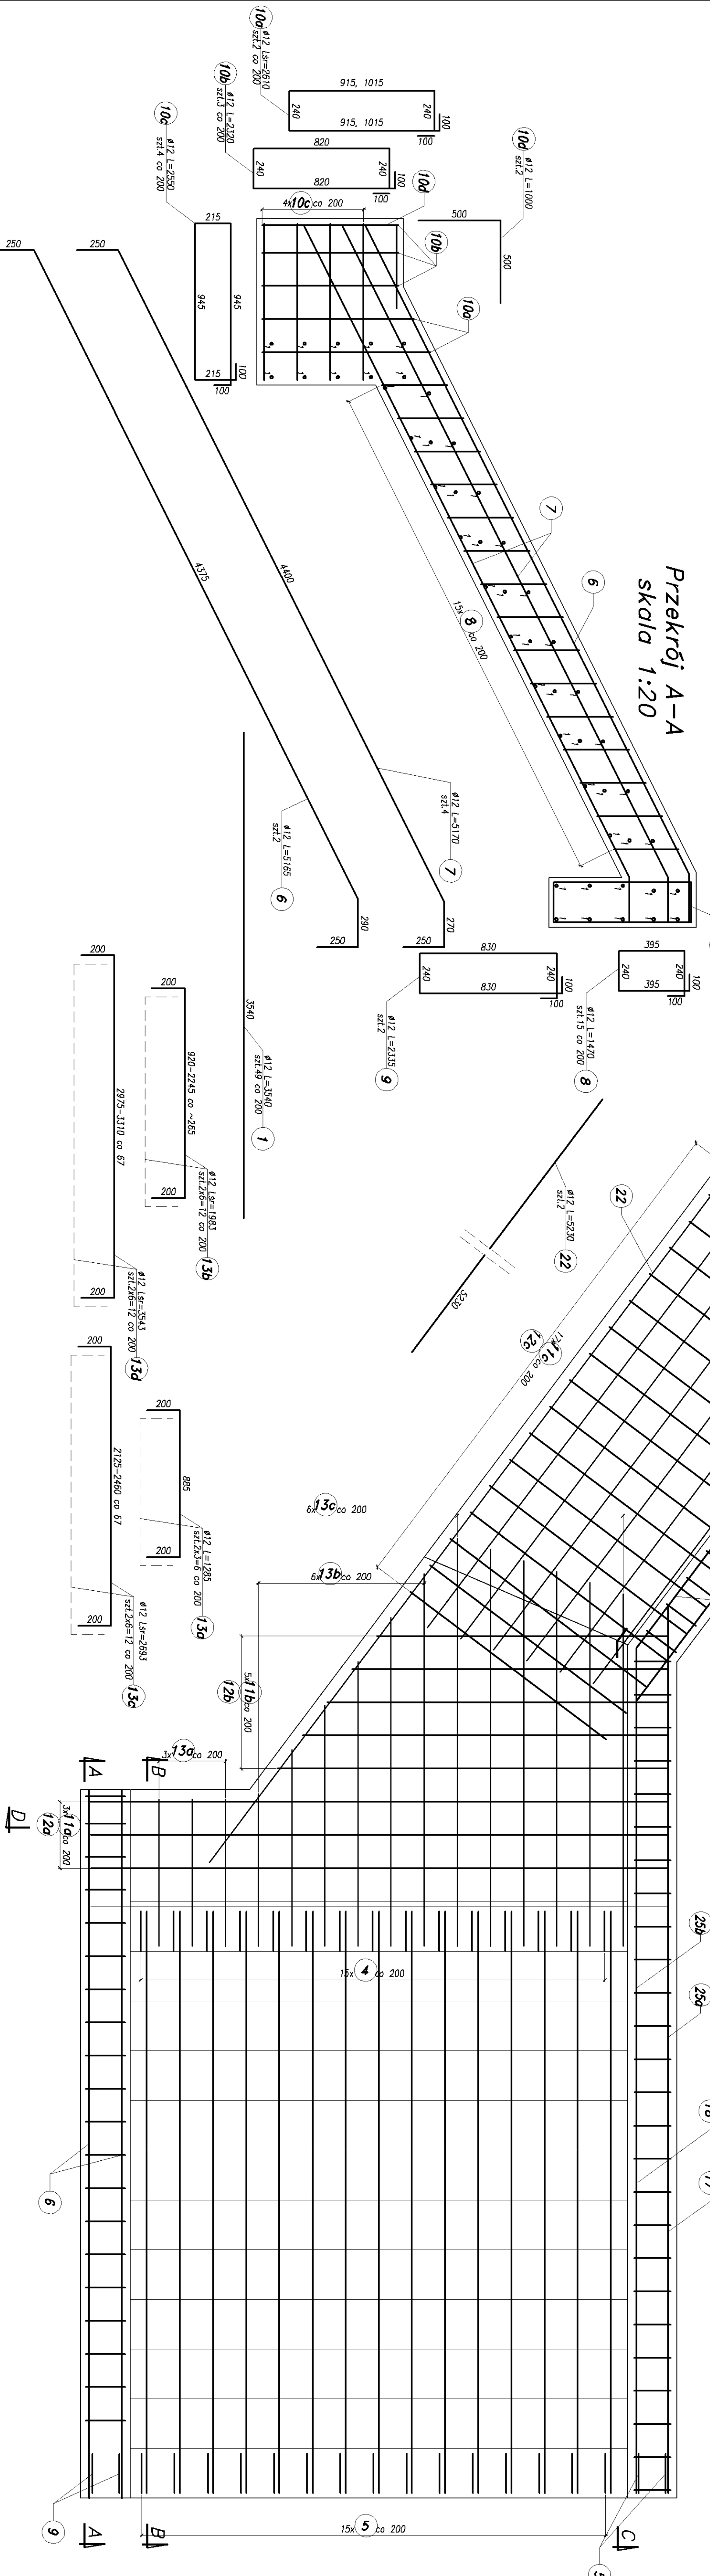 Przekrój A-A
skala 1:20
10a
ø12 Lsr=2610
szt.2 co 200
915, 1015
240
240
915, 1015
100
100
10b
ø12 L=2320
szt.3 co 200
820
240
240
820
100
100
10c
ø12 L=2550
szt.4 co 200
215
945
945
215
100
100
10d
ø12 L=1000
szt.2
500
500
4x 10c co 200
10d
10b
10a
7
6
15x 8 co 200
250
4400
270
250
7
ø12 L=5170
szt.4
250
4375
290
250
6
ø12 L=5165
szt.2
3540
ø12 L=3540
szt.49 co 200
1
830
240
830
100
100
ø12 L=2335
szt.2
9
395
240
240
395
100
100
ø12 L=1470
szt.15 co 200
8
ø12 L=5230
szt.2
22
5230
22
200
920-2245 co ~265
200
ø12 Lsr=1983
szt.2x6=12 co 200
13b
200
2975-3310 co 67
200
ø12 Lsr=3543
szt.2x6=12 co 200
13d
200
885
200
ø12 L=1285
szt.2x3=6 co 200
13a
200
2125-2460 co 67
200
ø12 Lsr=2693
szt.2x6=12 co 200
13c
17x 11c co 200
12c
6x 13c co 200
6x 13b co 200
5x 11b co 200
12b
3x 13a co 200
3x 11a co 200
12a
A
B
D
15x 4 co 200
25b
25a
18
17
6
9
15x 5 co 200
A
B
C